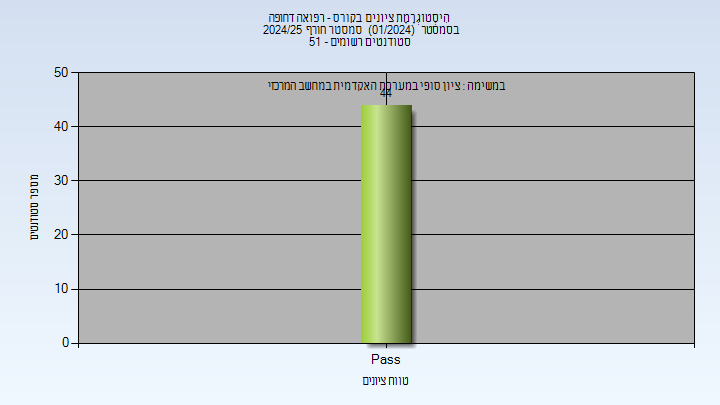 היסטוגרמת ציונים בקורס - רפואה דחופה
בסמסטר (01/2024) סמסטר חורף 2024/25
סטודנטים רשומים - 51
במשימה : ציון סופי במערכת האקדמית במחשב המרכזי
44
50
40
30
20
10
0
מספר סטודנטים
Pass
טווח ציונים